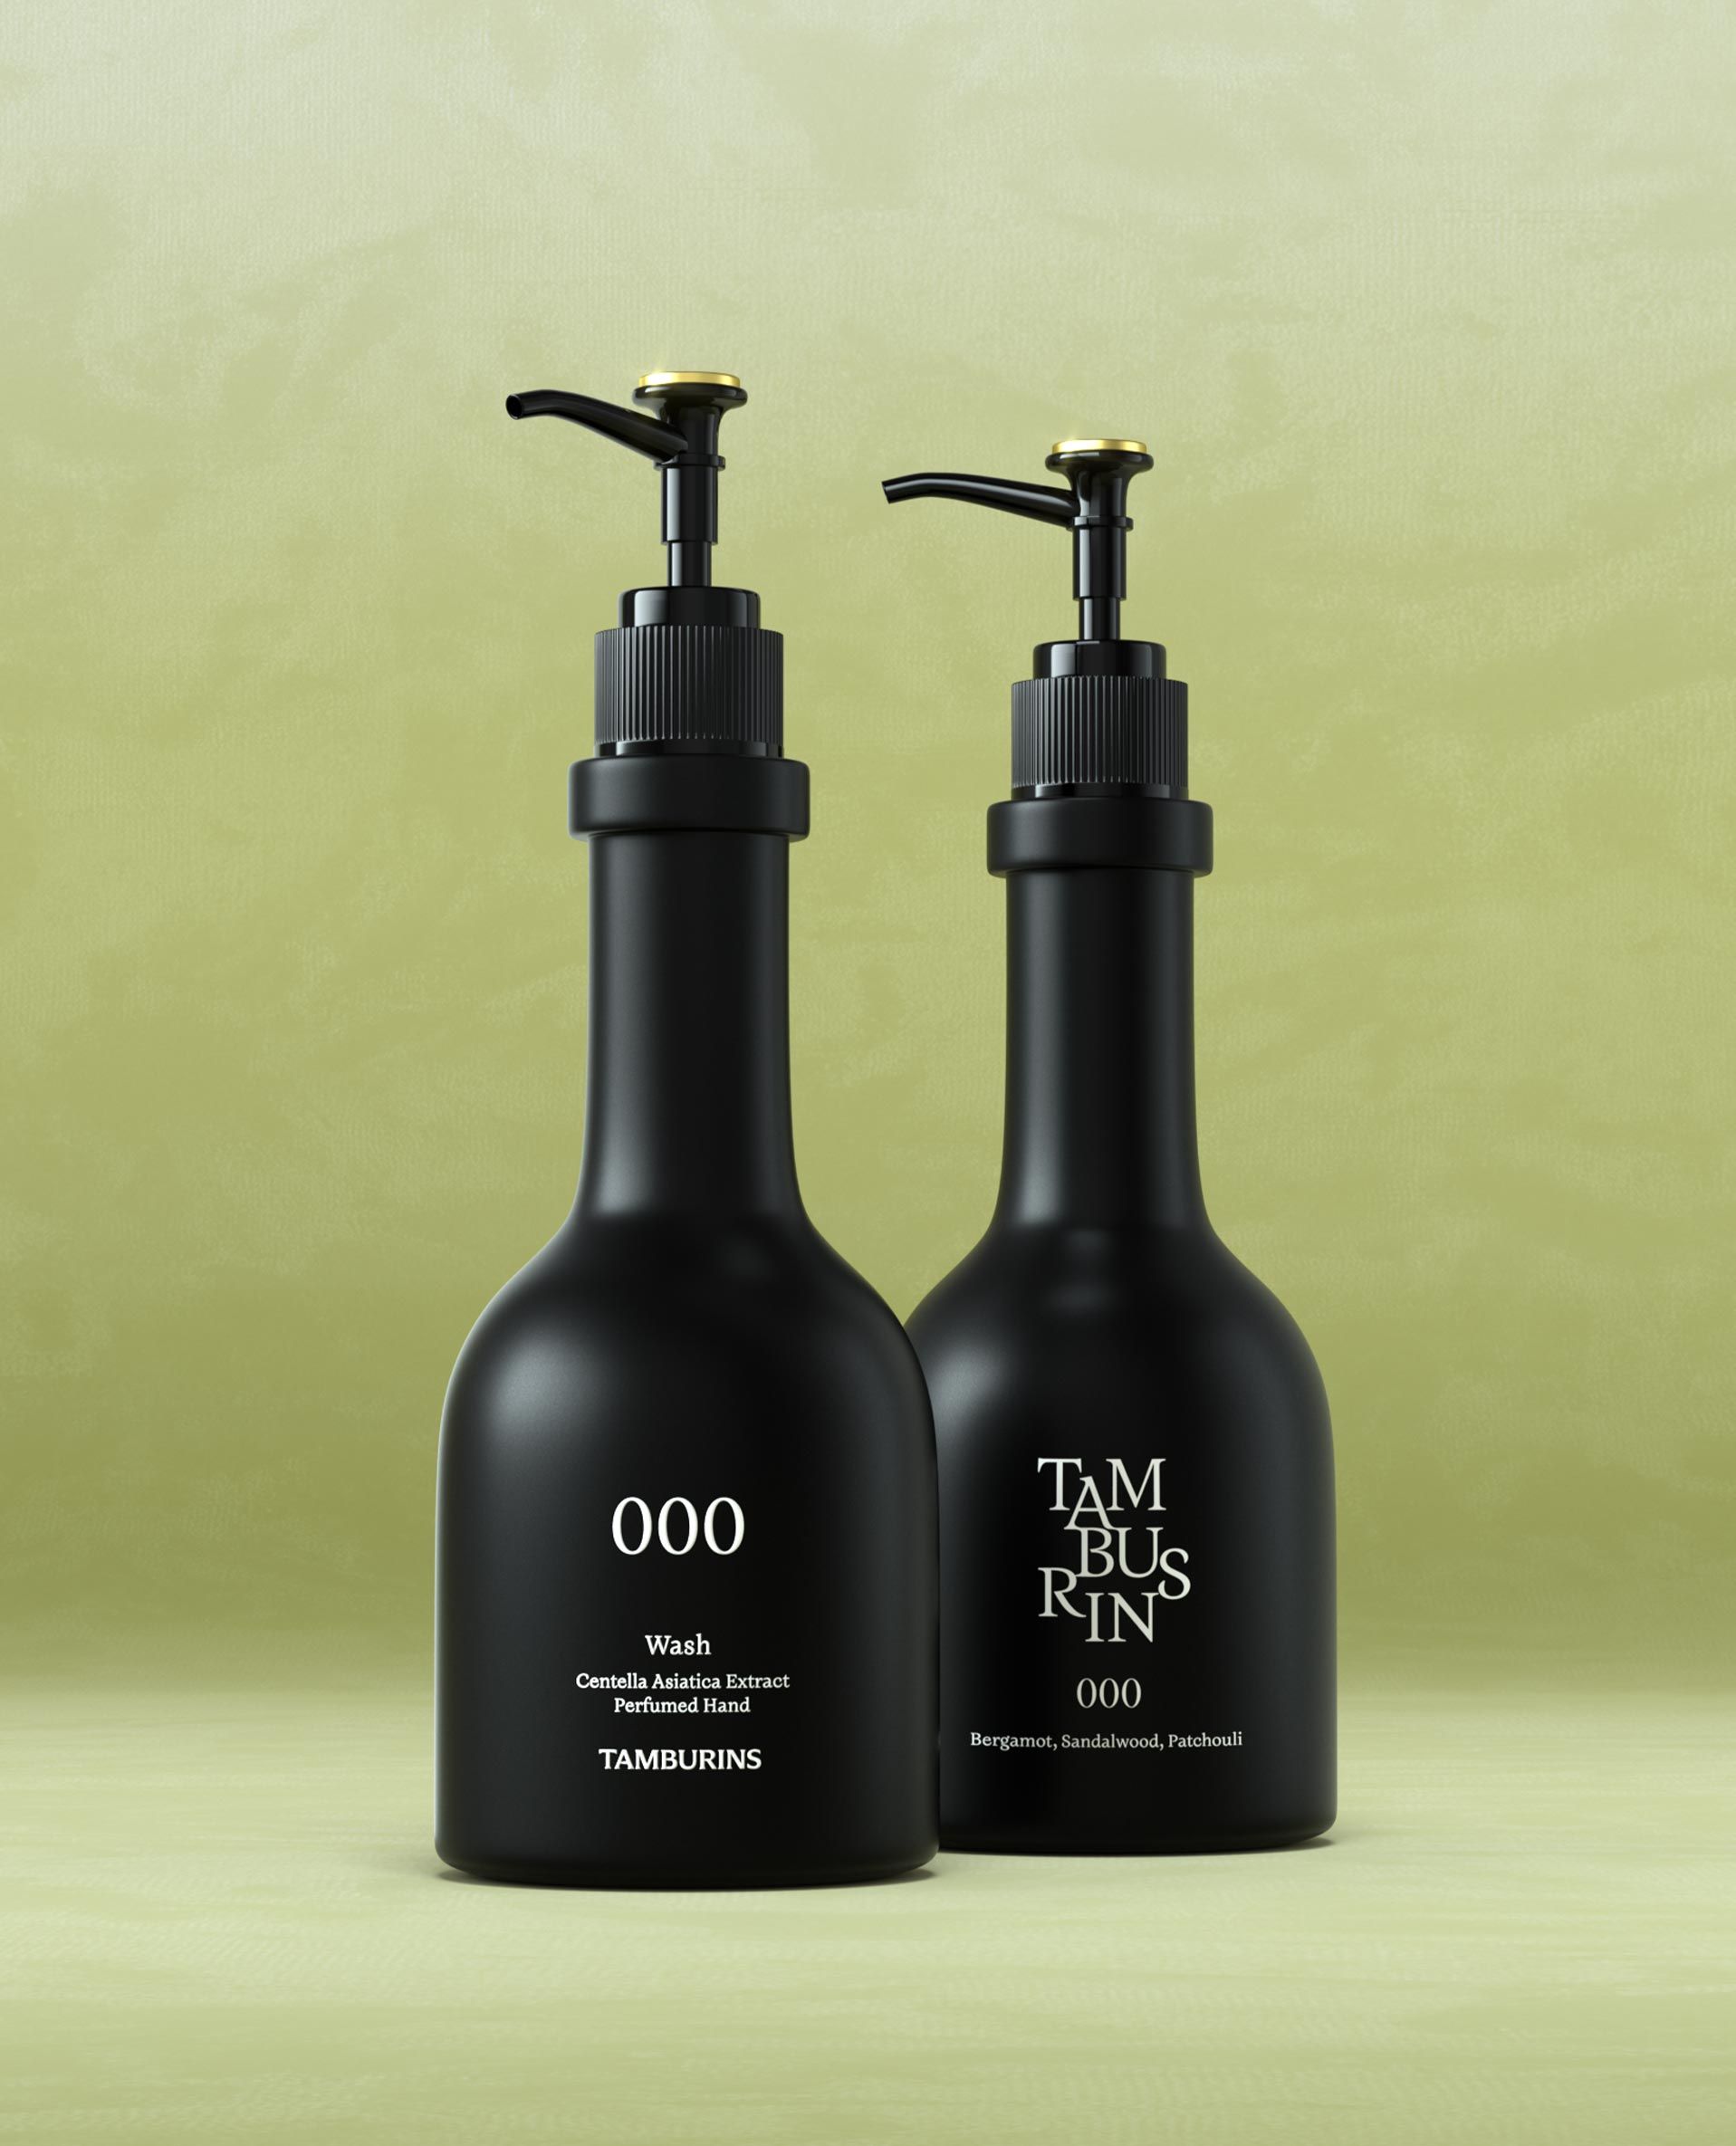 000
Wash
Centella Asiatica Extract
Perfumed Hand
TAMBURINS
TAM
BUS
RIN
000
Bergamot, Sandalwood, Patchouli